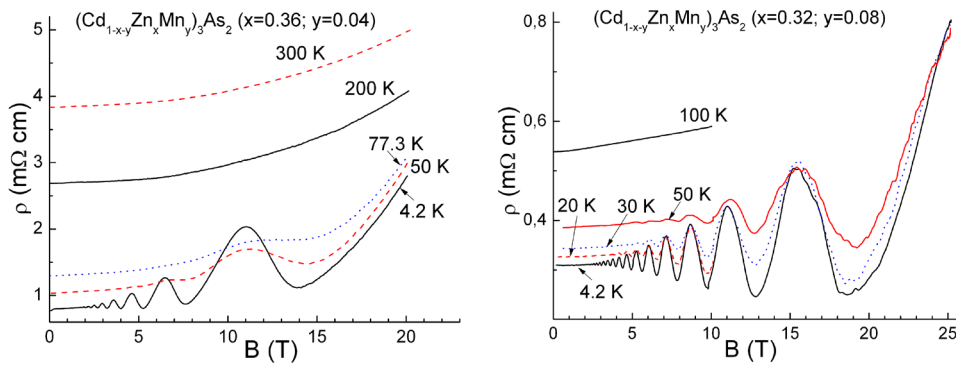 (Cd1-x-yZnxMny)3As2 (x=0.36; y=0.04)
5
300 K
4
200 K
ρ (mΩ cm)
3
77.3 K
50 K
4.2 K
2
1
0 5 10 15 20
B (T)
(Cd1-x-yZnxMny)3As2 (x=0.32; y=0.08)
0,8
0,6
100 K
ρ (mΩ cm)
0,4
20 K
30 K
50 K
4.2 K
0,2
0 5 10 15 20 25
B (T)